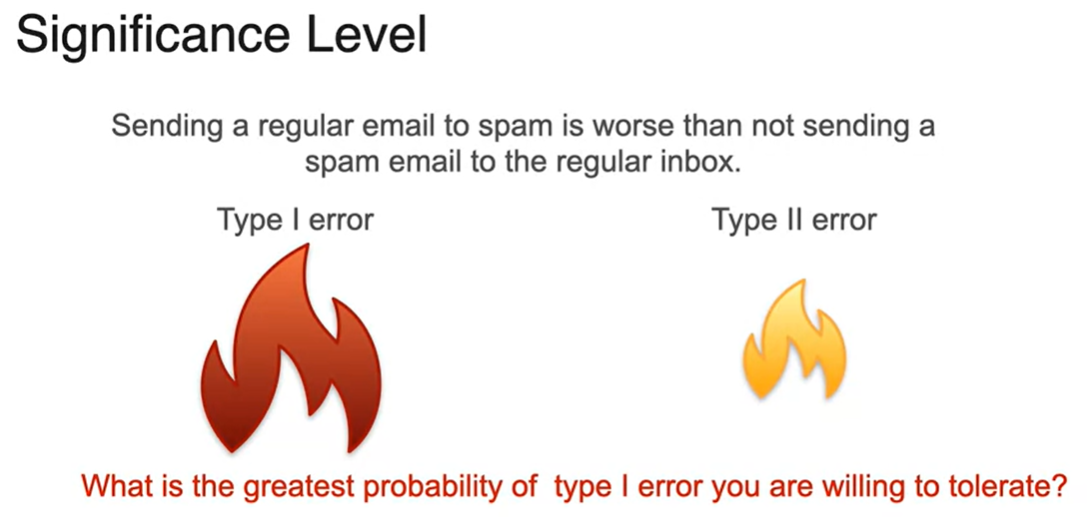 Significance Level
Sending a regular email to spam is worse than not sending a
spam email to the regular inbox.
Type I error
Type II error
What is the greatest probability of type I error you are willing to tolerate?